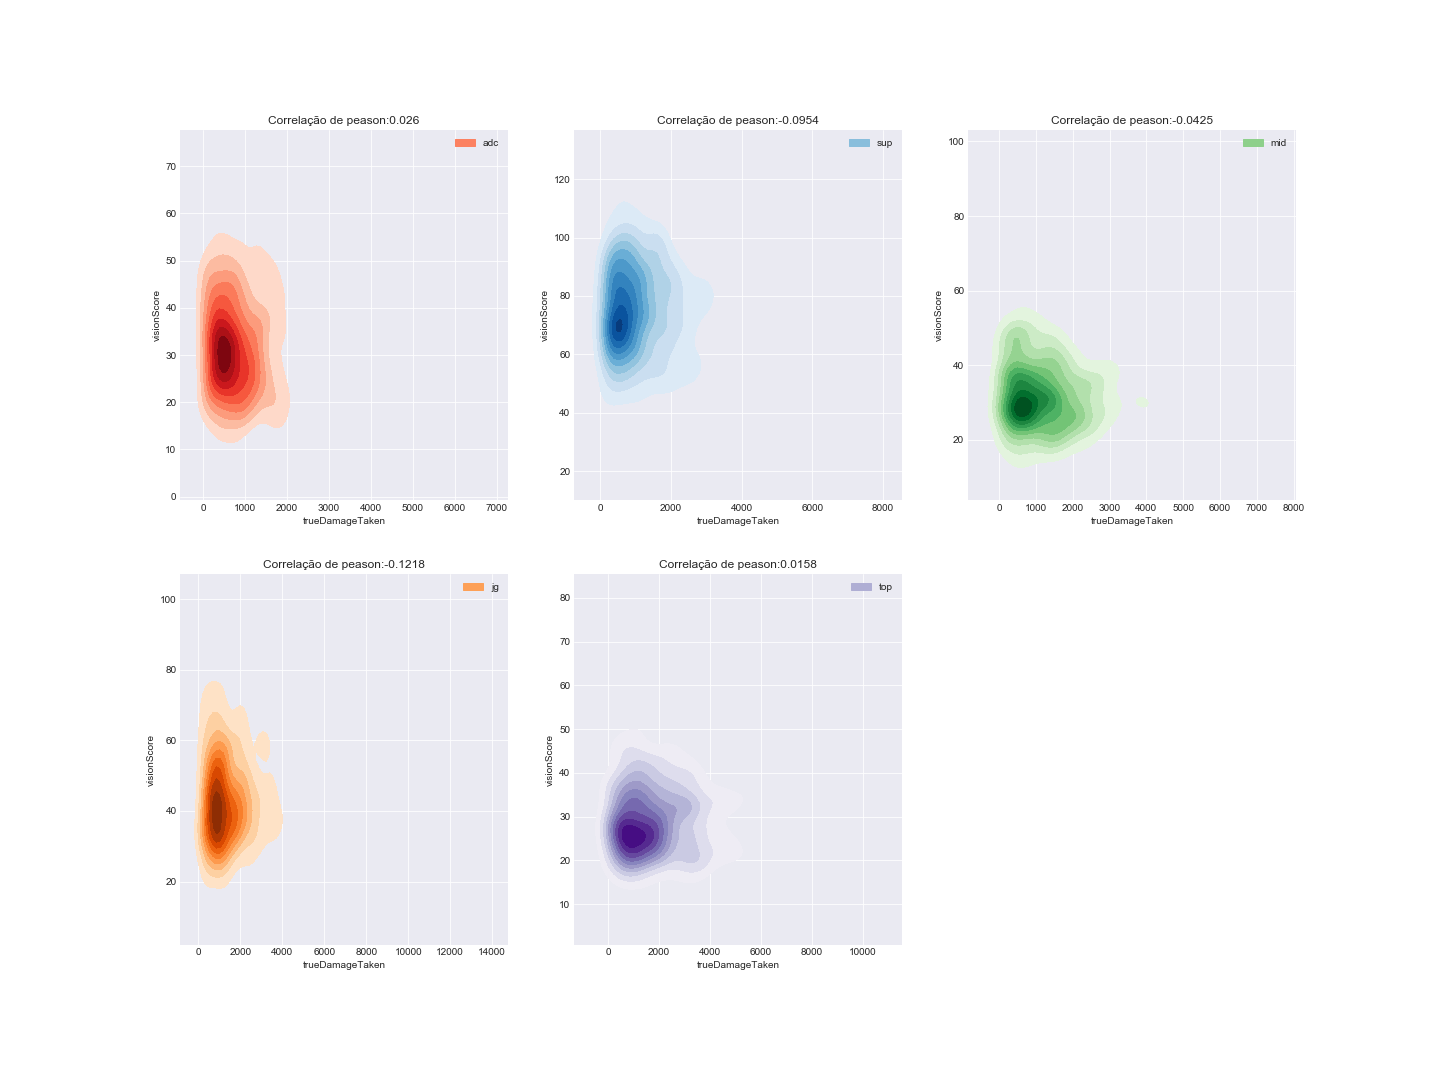 Correlação de peason:0.026
adc
70
60
50
40
30
20
10
0
visionScore
0 1000 2000 3000 4000 5000 6000 7000
trueDamageTaken
Correlação de peason:-0.0954
sup
120
100
80
60
40
20
visionScore
0 2000 4000 6000 8000
trueDamageTaken
Correlação de peason:-0.0425
mid
100
80
60
40
20
visionScore
0 1000 2000 3000 4000 5000 6000 7000 8000
trueDamageTaken
Correlação de peason:-0.1218
jg
100
80
60
40
20
visionScore
0 2000 4000 6000 8000 10000 12000 14000
trueDamageTaken
Correlação de peason:0.0158
top
80
70
60
50
40
30
20
10
visionScore
0 2000 4000 6000 8000 10000
trueDamageTaken